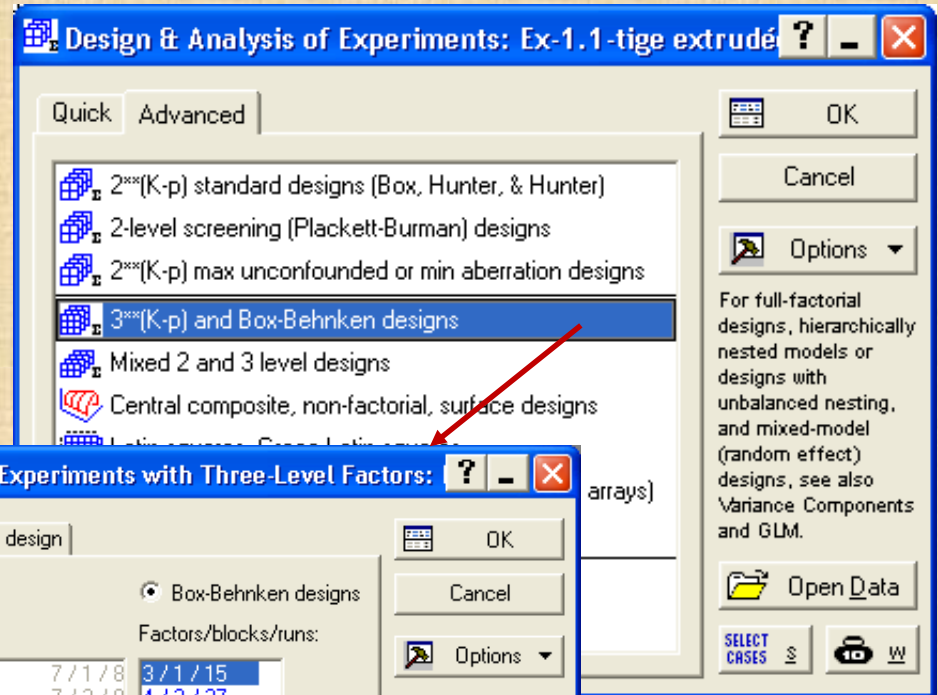 Design & Analysis of Experiments: Ex-1.1-tige extrudé
Quick Advanced
2**(K-p) standard designs (Box, Hunter, & Hunter)
2-level screening (Plackett-Burman) designs
2**(K-p) max unconfounded or min aberration designs
3**(K-p) and Box-Behnken designs
Mixed 2 and 3 level designs
Central composite, non-factorial, surface designs
arrays)
OK
Cancel
Options
For full-factorial
designs, hierarchically
nested models or
designs with
unbalanced nesting,
and mixed-model
(random effect)
designs, see also
Variance Components
and GLM.
Open Data
SELECT
CASES S
W
Experiments with Three-Level Factors:
design
Box-Behnken designs
Factors/blocks/runs:
7 / 1 / 8
3 / 1 / 15
OK
Cancel
Options